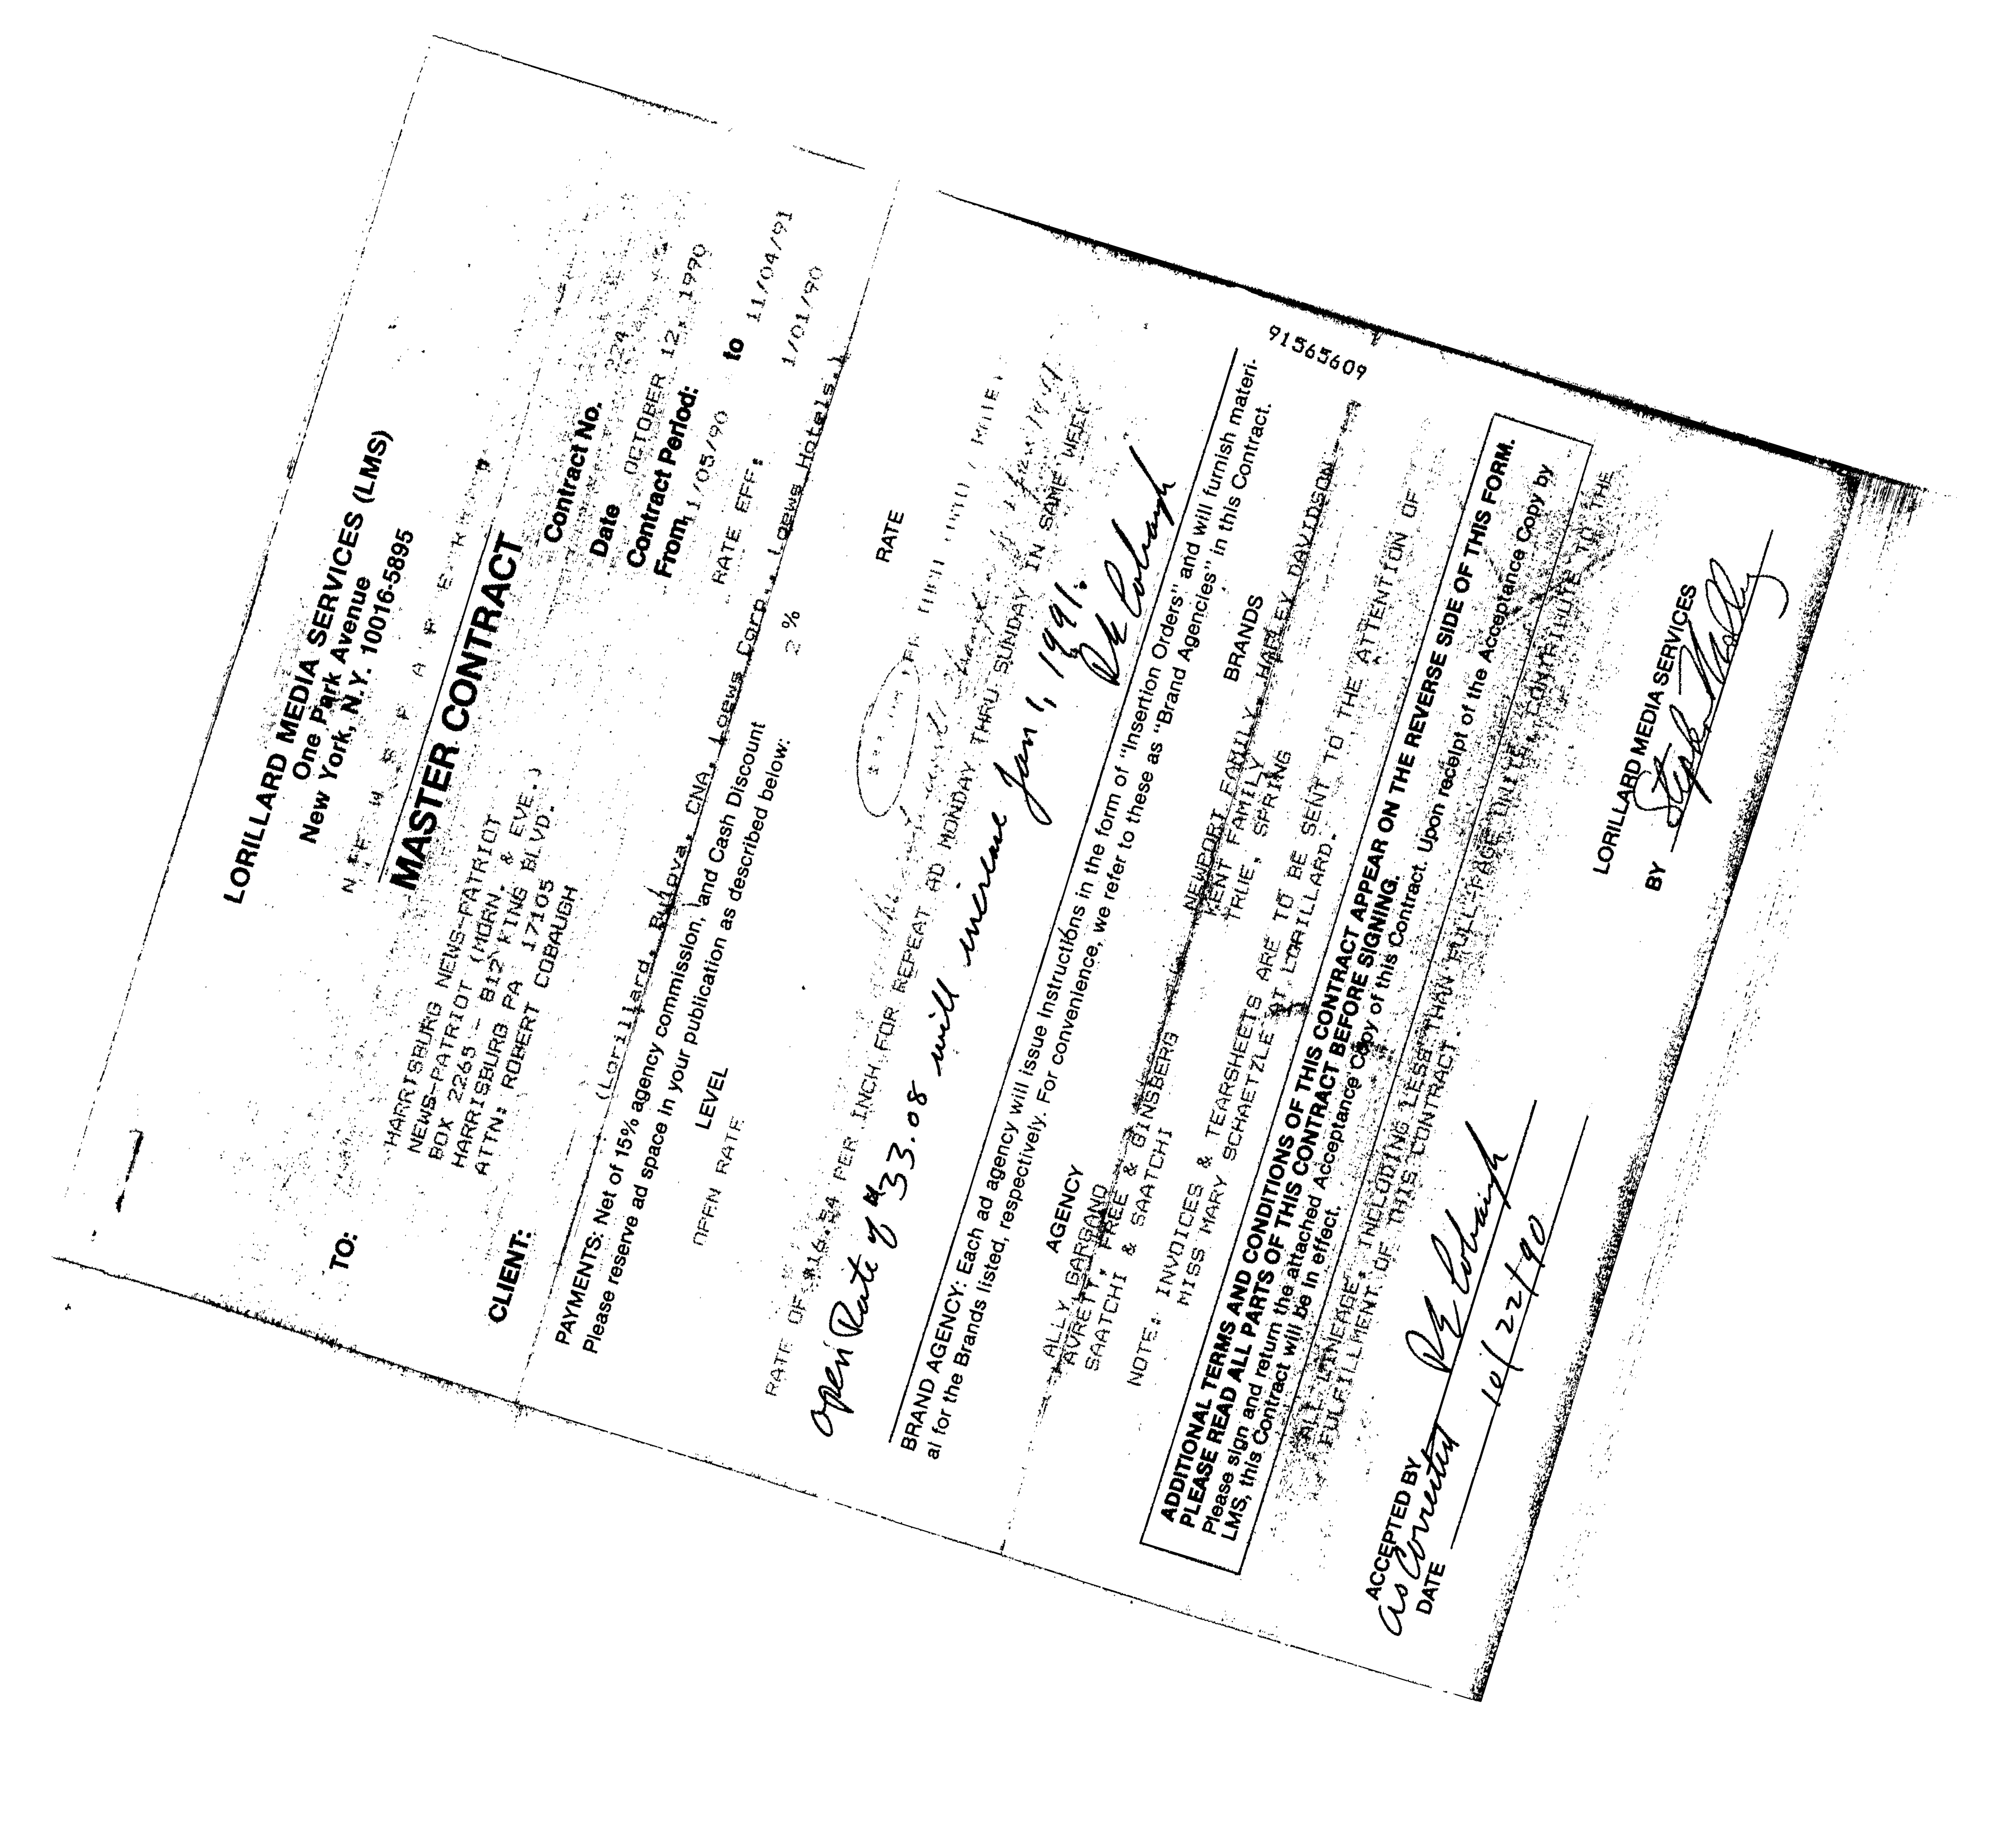 LORILLARD MEDIA SERVICES (LMS)
One Park Avenue
New York, N.Y. 10016-5895
N E W S P A P E R
MASTER CONTRACT
TO:
HARRISBURG NEWS-PATRIOT
NEWS-PATRIOT (MORN. & EVE.)
BOX 2265 - 812 KING BLVD.
HARRISBURG PA 17105
ATTN: ROBERT COBAUGH
Contract No. 224
Date OCTOBER 12, 1990
Contract Period:
From 11/05/90 to 11/04/91
RATE EFF: 1/01/90
CLIENT: (Lorillard, Bulova, CNA, Loews Corp., Loews Hotels.)
PAYMENTS: Net of 15% agency commission, and Cash Discount 2 %
Please reserve ad space in your publication as described below:
LEVEL RATE
OPEN RATE
RATE OF $16.54 PER INCH FOR REPEAT AD MONDAY THRU SUNDAY IN SAME WEEK
open Rate of $33.08 will increase Jan 1, 1991.
R E Cobaugh
BRAND AGENCY: Each ad agency will issue Instructions in the form of "Insertion Orders" and will furnish materi-
al for the Brands listed, respectively. For convenience, we refer to these as "Brand Agencies" in this Contract.
AGENCY BRANDS
ALLY GARGANO NEWPORT FAMILY, HARLEY DAVIDSON
AVRETT, FREE & GINSBERG KENT FAMILY
SAATCHI & SAATCHI TRUE, SPRING
NOTE: INVOICES & TEARSHEETS ARE TO BE SENT TO THE ATTENTION OF
MISS MARY SCHAETZLE AT LORILLARD.
ADDITIONAL TERMS AND CONDITIONS OF THIS CONTRACT APPEAR ON THE REVERSE SIDE OF THIS FORM.
PLEASE READ ALL PARTS OF THIS CONTRACT BEFORE SIGNING.
Please sign and return the attached Acceptance Copy of this Contract. Upon receipt of the Acceptance Copy by
LMS, this Contract will be in effect.
ALL LINEAGE, INCLUDING LESS THAN FULL PAGE UNITS, CONTRIBUTE TO THE
FULFILLMENT OF THIS CONTRACT.
ACCEPTED BY R E Cobaugh
as Corrected
DATE 10/22/90
LORILLARD MEDIA SERVICES
BY
91565609